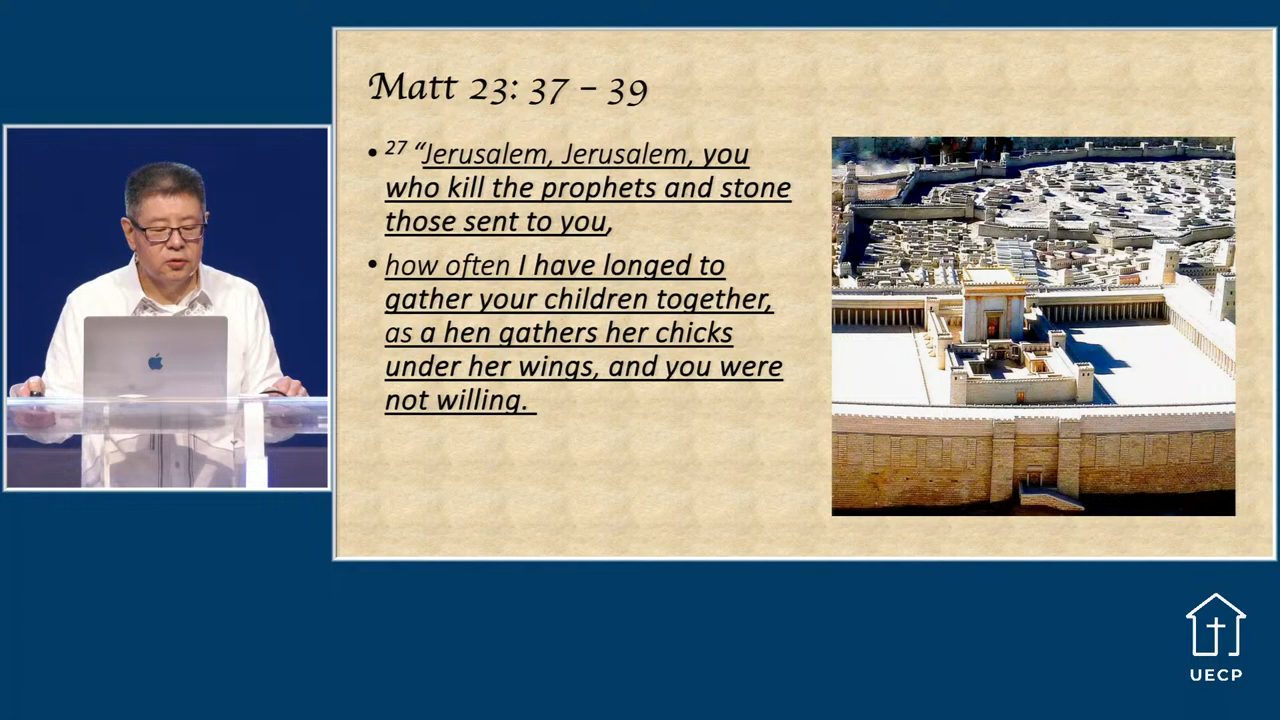 Matt 23: 37 – 39
• 27 “Jerusalem, Jerusalem, you
who kill the prophets and stone
those sent to you,
• how often I have longed to
gather your children together,
as a hen gathers her chicks
under her wings, and you were
not willing.
UECP